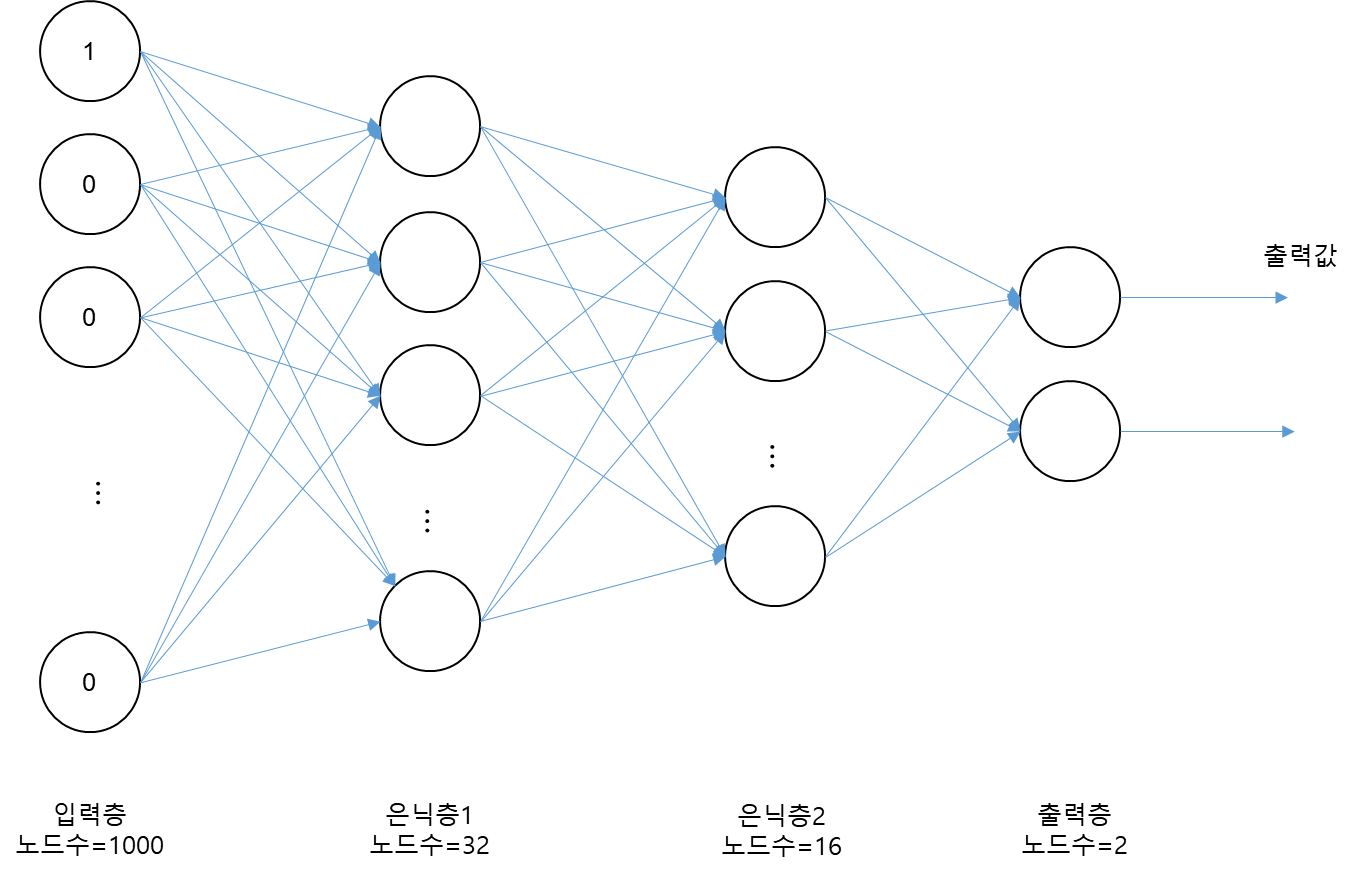 1
0
0
⋮
0
⋮
⋮
출력값
입력층
노드수=1000
은닉층1
노드수=32
은닉층2
노드수=16
출력층
노드수=2